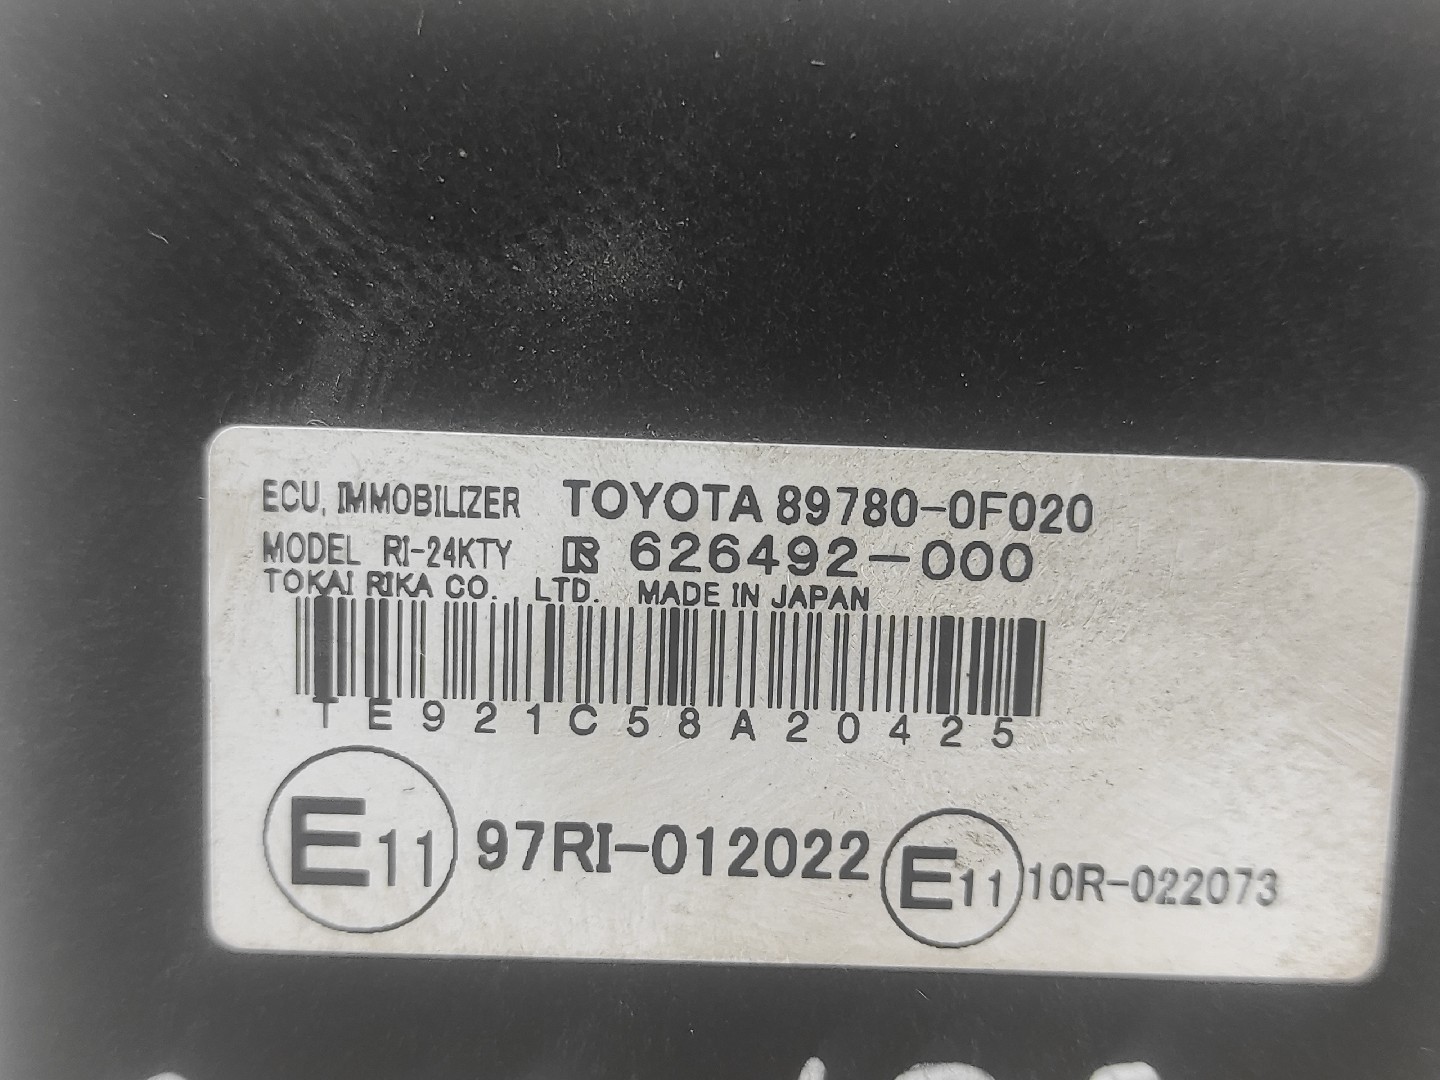 ECU, IMMOBILIZER TOYOTA 89780-0F020
MODEL RI-24KTY 626492-000
TOKAI RIKA CO. LTD. MADE IN JAPAN
TE921C58A20425
E11 97RI-012022 E11 10R-022073